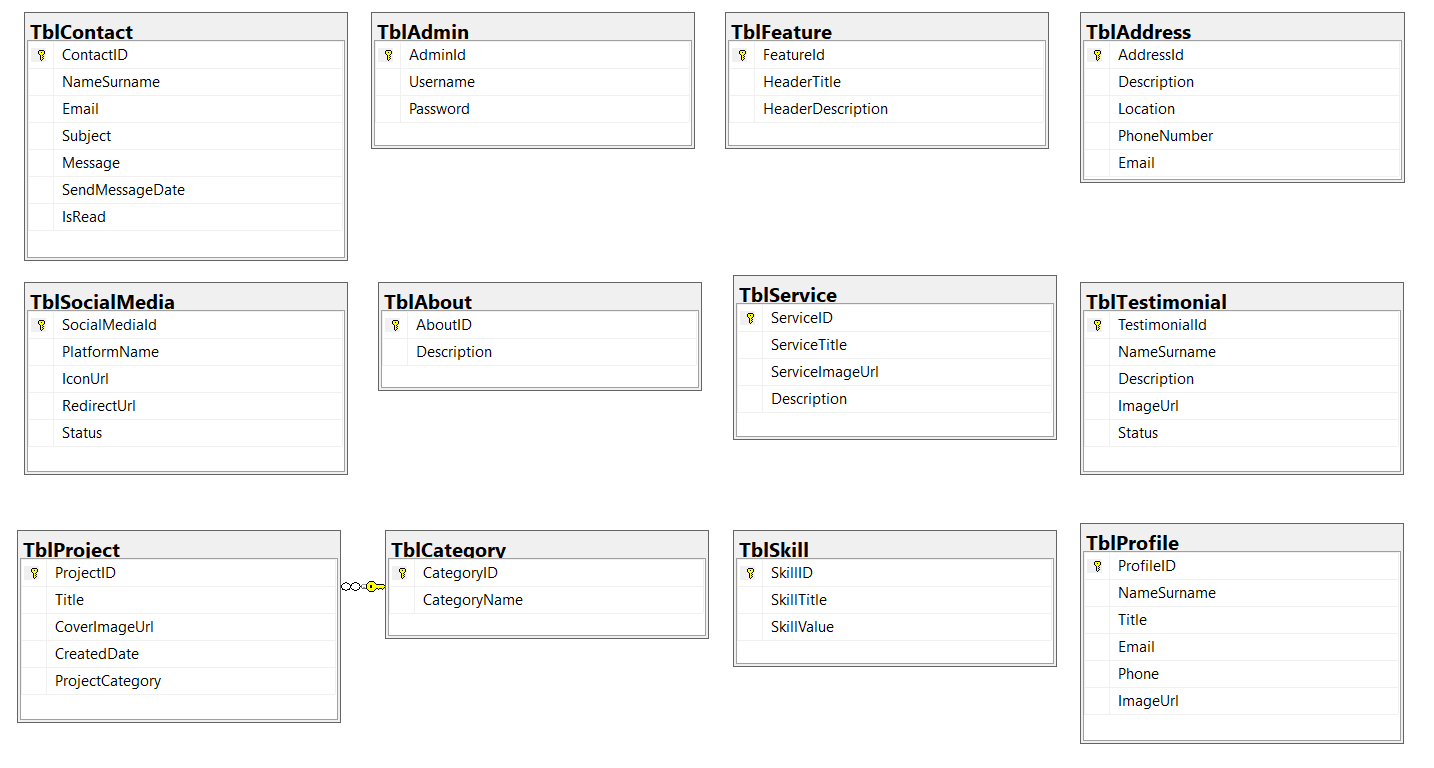 TblContact
ContactID
NameSurname
Email
Subject
Message
SendMessageDate
IsRead
TblAdmin
AdminId
Username
Password
TblFeature
FeatureId
HeaderTitle
HeaderDescription
TblAddress
AddressId
Description
Location
PhoneNumber
Email
TblSocialMedia
SocialMediaId
PlatformName
IconUrl
RedirectUrl
Status
TblAbout
AboutID
Description
TblService
ServiceID
ServiceTitle
ServiceImageUrl
Description
TblTestimonial
TestimonialId
NameSurname
Description
ImageUrl
Status
TblProject
ProjectID
Title
CoverImageUrl
CreatedDate
ProjectCategory
TblCategory
CategoryID
CategoryName
TblSkill
SkillID
SkillTitle
SkillValue
TblProfile
ProfileID
NameSurname
Title
Email
Phone
ImageUrl